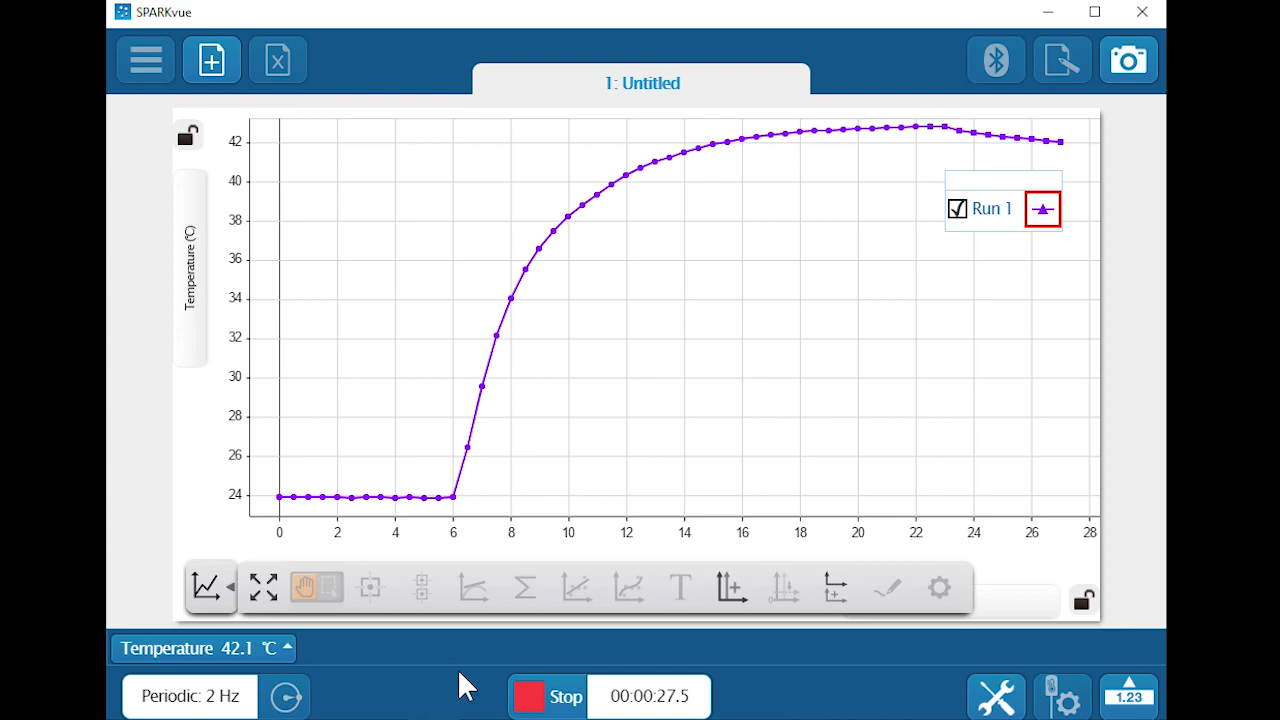 SPARKvue
1: Untitled
42
40
38
36
34
32
30
28
26
24
Temperature (℃)
Run 1
0 2 4 6 8 10 12 14 16 18 20 22 24 26 28
T
Temperature 42.1 ℃
Periodic: 2 Hz
Stop
00:00:27.5
1.23